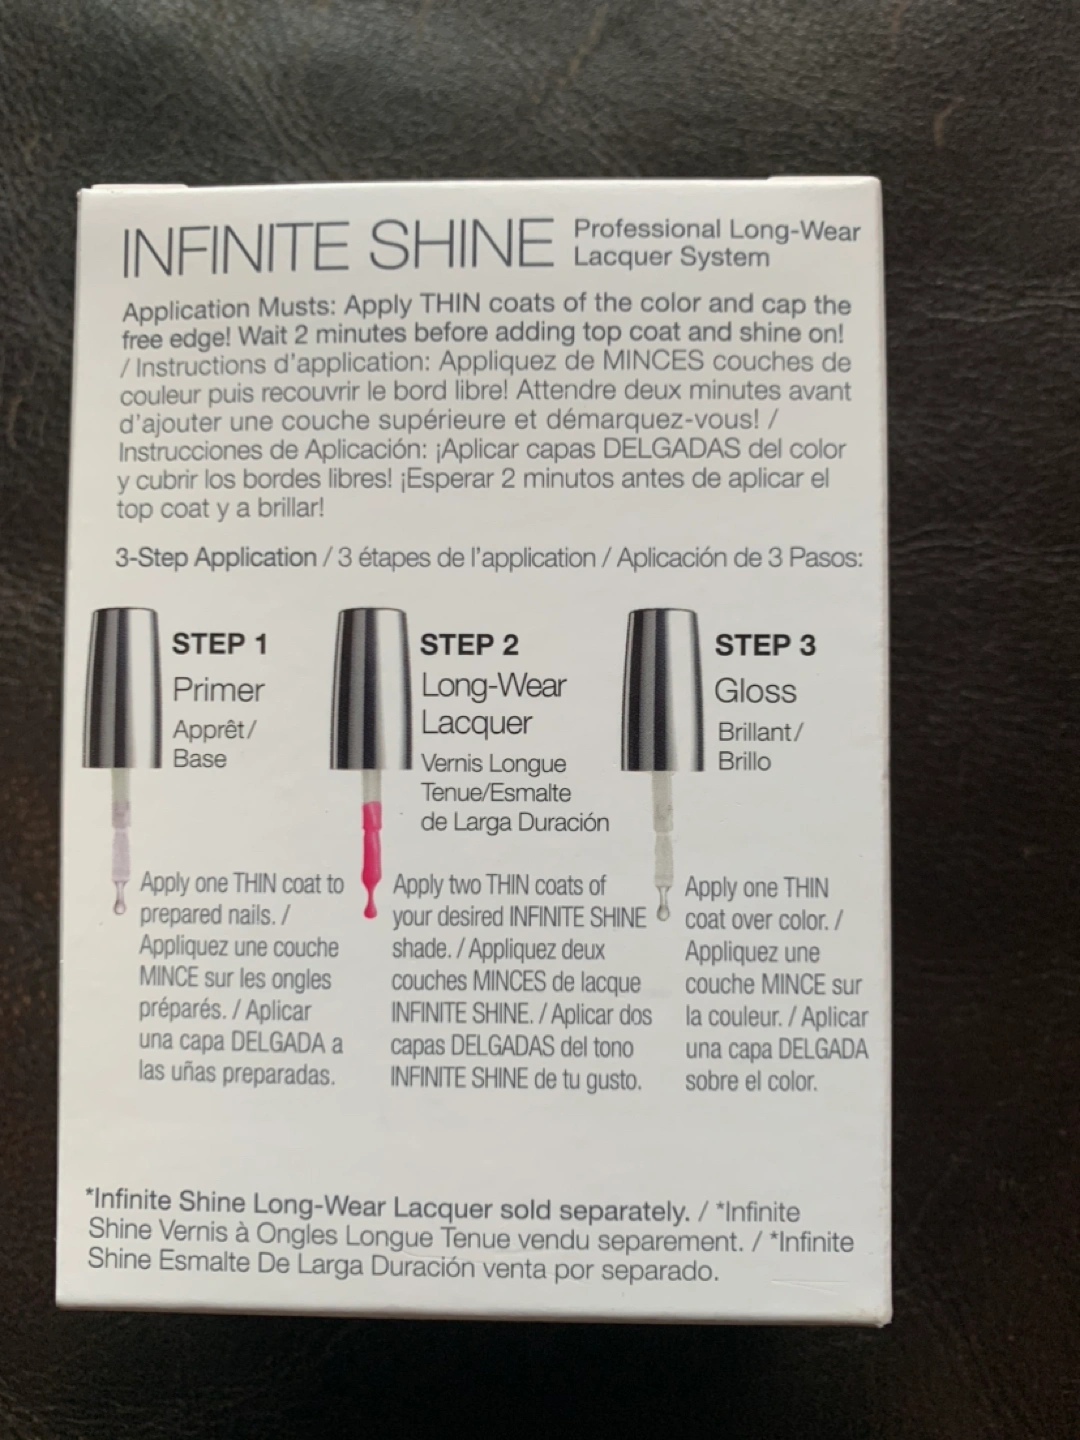 INFINITE SHINE
Professional Long-Wear
Lacquer System
Application Musts: Apply THIN coats of the color and cap the
free edge! Wait 2 minutes before adding top coat and shine on!
/ Instructions d'application: Appliquez de MINCES couches de
couleur puis recouvrir le bord libre! Attendre deux minutes avant
d'ajouter une couche supérieure et démarquez-vous! /
Instrucciones de Aplicación: ¡Aplicar capas DELGADAS del color
y cubrir los bordes libres! ¡Esperar 2 minutos antes de aplicar el
top coat y a brillar!
3-Step Application / 3 étapes de l'application / Aplicación de 3 Pasos:
STEP 1
Primer
Apprêt/
Base
Apply one THIN coat to
prepared nails. /
Appliquez une couche
MINCE sur les ongles
préparés. / Aplicar
una capa DELGADA a
las uñas preparadas.
STEP 2
Long-Wear
Lacquer
Vernis Longue
Tenue/Esmalte
de Larga Duración
Apply two THIN coats of
your desired INFINITE SHINE
shade. / Appliquez deux
couches MINCES de lacque
INFINITE SHINE. / Aplicar dos
capas DELGADAS del tono
INFINITE SHINE de tu gusto.
STEP 3
Gloss
Brillant/
Brillo
Apply one THIN
coat over color. /
Appliquez une
couche MINCE sur
la couleur. / Aplicar
una capa DELGADA
sobre el color.
*Infinite Shine Long-Wear Lacquer sold separately. / *Infinite
Shine Vernis à Ongles Longue Tenue vendu separement. / *Infinite
Shine Esmalte De Larga Duración venta por separado.